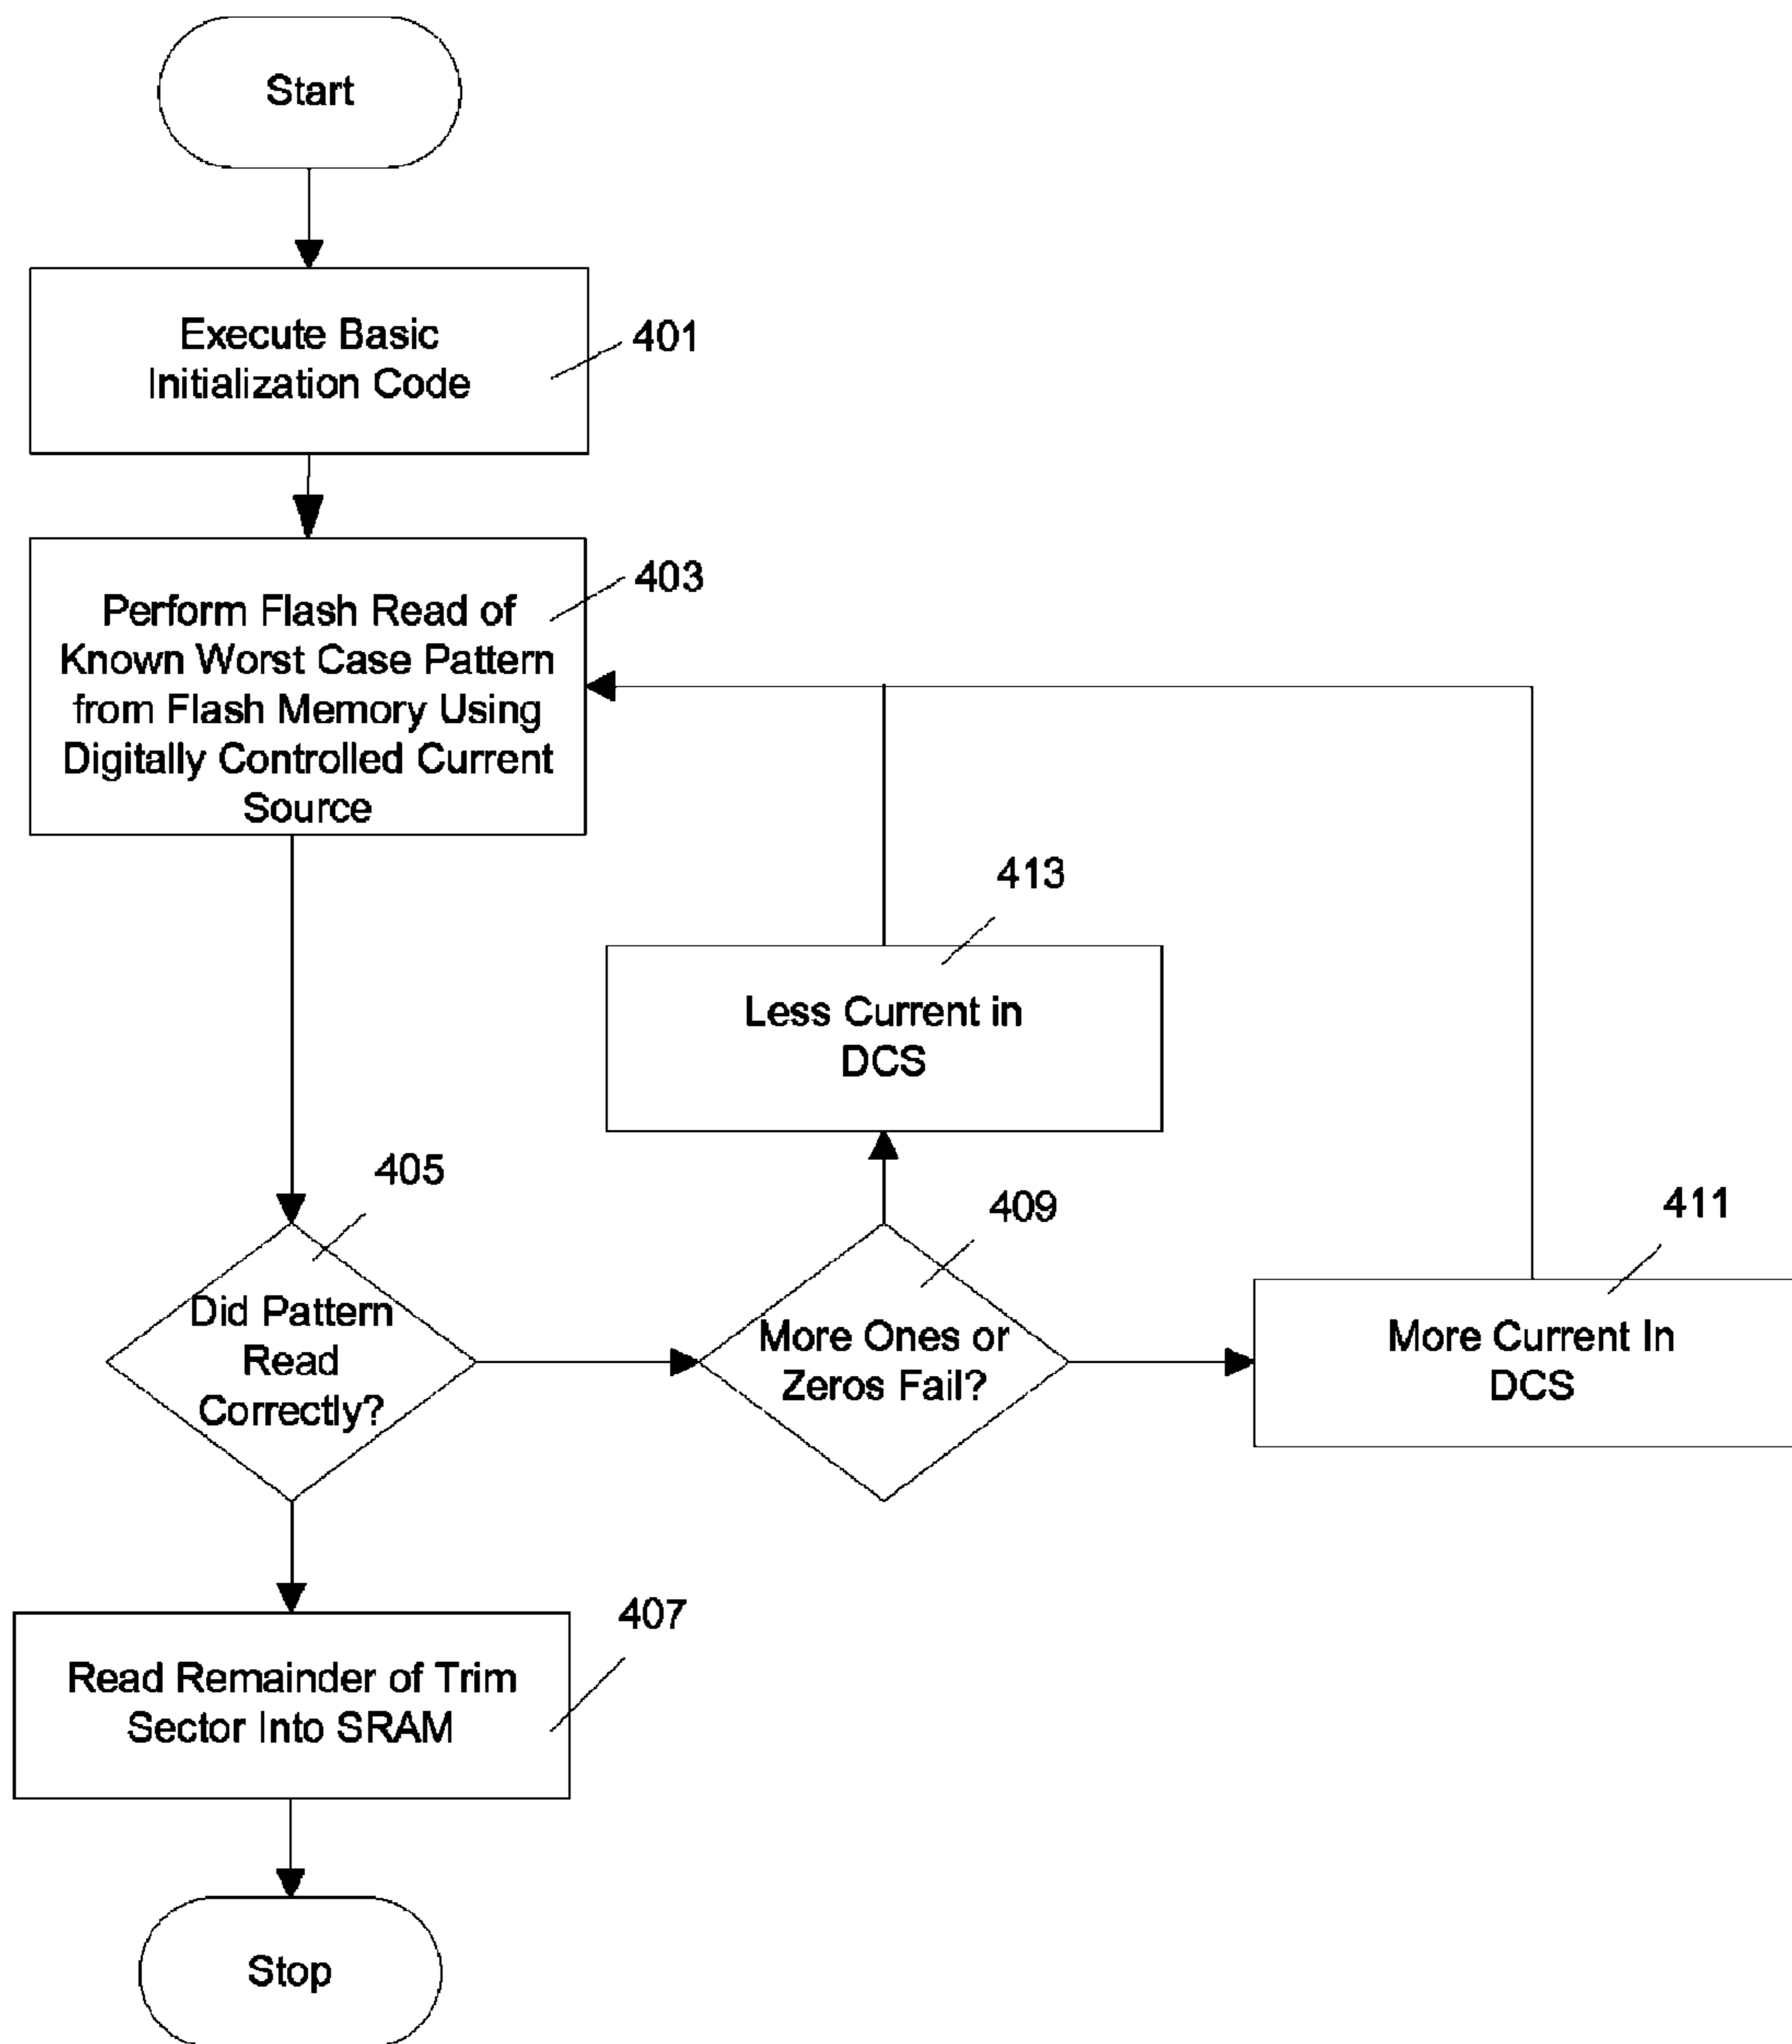 Start
Execute Basic
Initialization Code
401
Perform Flash Read of
Known Worst Case Pattern
from Flash Memory Using
Digitally Controlled Current
Source
403
413
Less Current in
DCS
405
Did Pattern
Read
Correctly?
409
More Ones or
Zeros Fail?
411
More Current In
DCS
407
Read Remainder of Trim
Sector Into SRAM
Stop